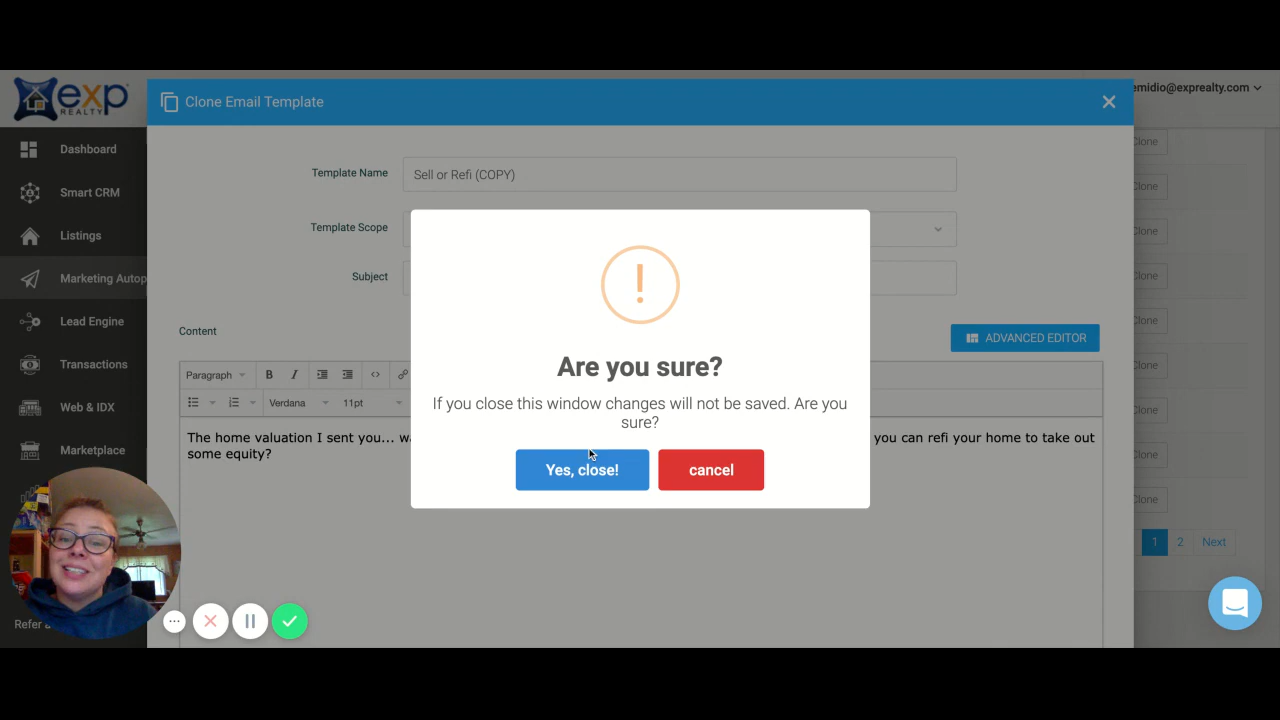 exp
REALTY
Clone Email Template
emidio@exprealty.com
Dashboard
Smart CRM
Listings
Marketing Autop
Lead Engine
Transactions
Web & IDX
Marketplace
Refer
Template Name
Sell or Refi (COPY)
Template Scope
Subject
Content
ADVANCED EDITOR
Paragraph B I
Verdana 11pt
The home valuation I sent you... you can refi your home to take out
some equity?
Are you sure?
If you close this window changes will not be saved. Are you
sure?
Yes, close! cancel
Clone
Clone
Clone
Clone
Clone
Clone
Clone
Clone
Clone
1 2 Next